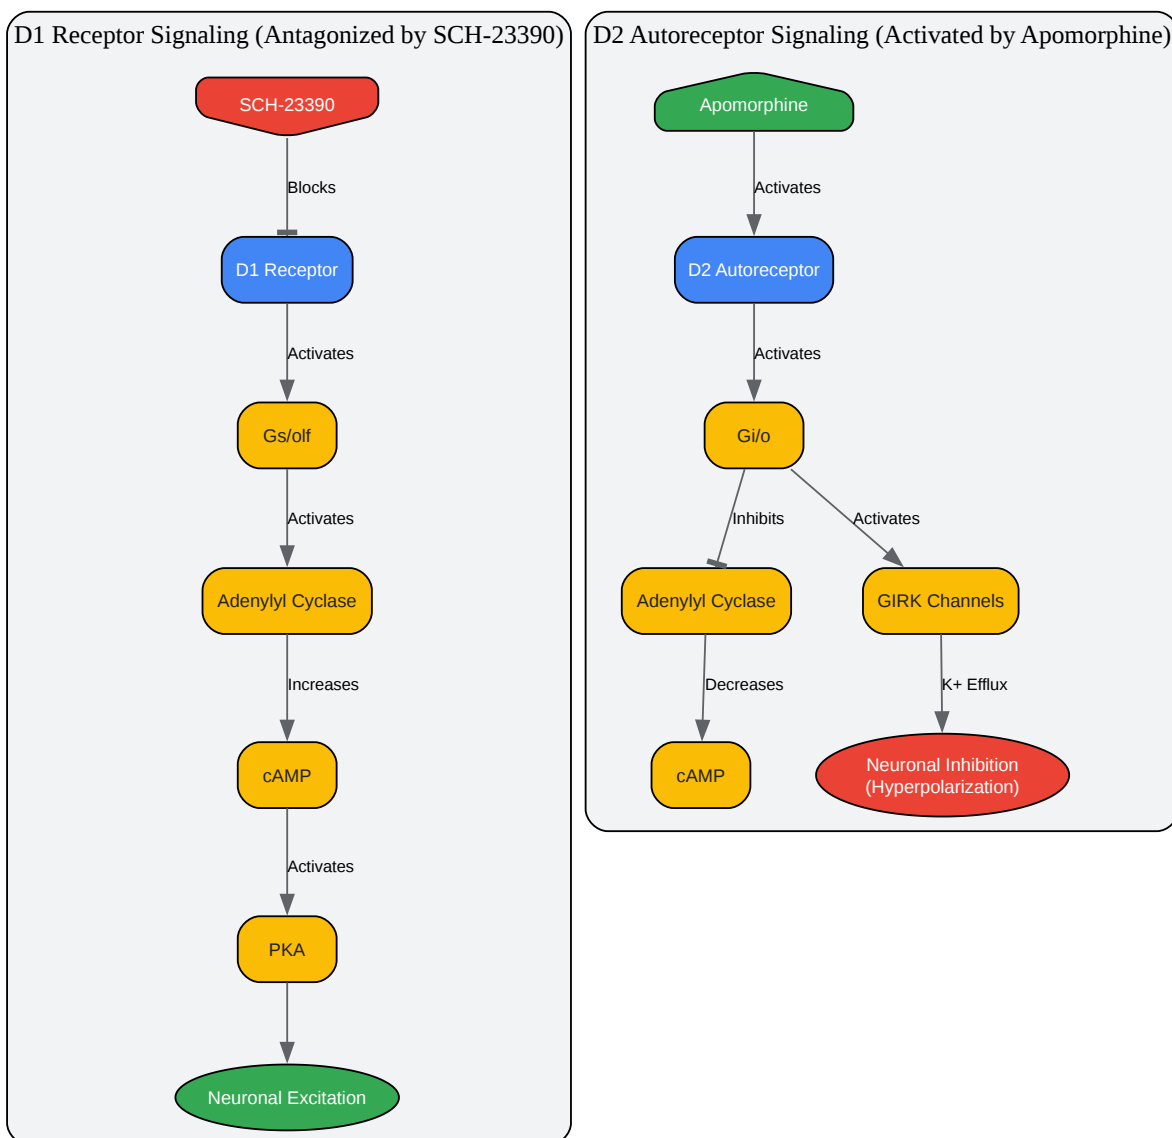 D1 Receptor Signaling (Antagonized by SCH-23390)
SCH-23390
Blocks
D1 Receptor
Activates
Gs/olf
Activates
Adenylyl Cyclase
Increases
cAMP
Activates
PKA
Neuronal Excitation
D2 Autoreceptor Signaling (Activated by Apomorphine)
Apomorphine
Activates
D2 Autoreceptor
Activates
Gi/o
Inhibits
Activates
Adenylyl Cyclase
GIRK Channels
Decreases
K+ Efflux
cAMP
Neuronal Inhibition
(Hyperpolarization)